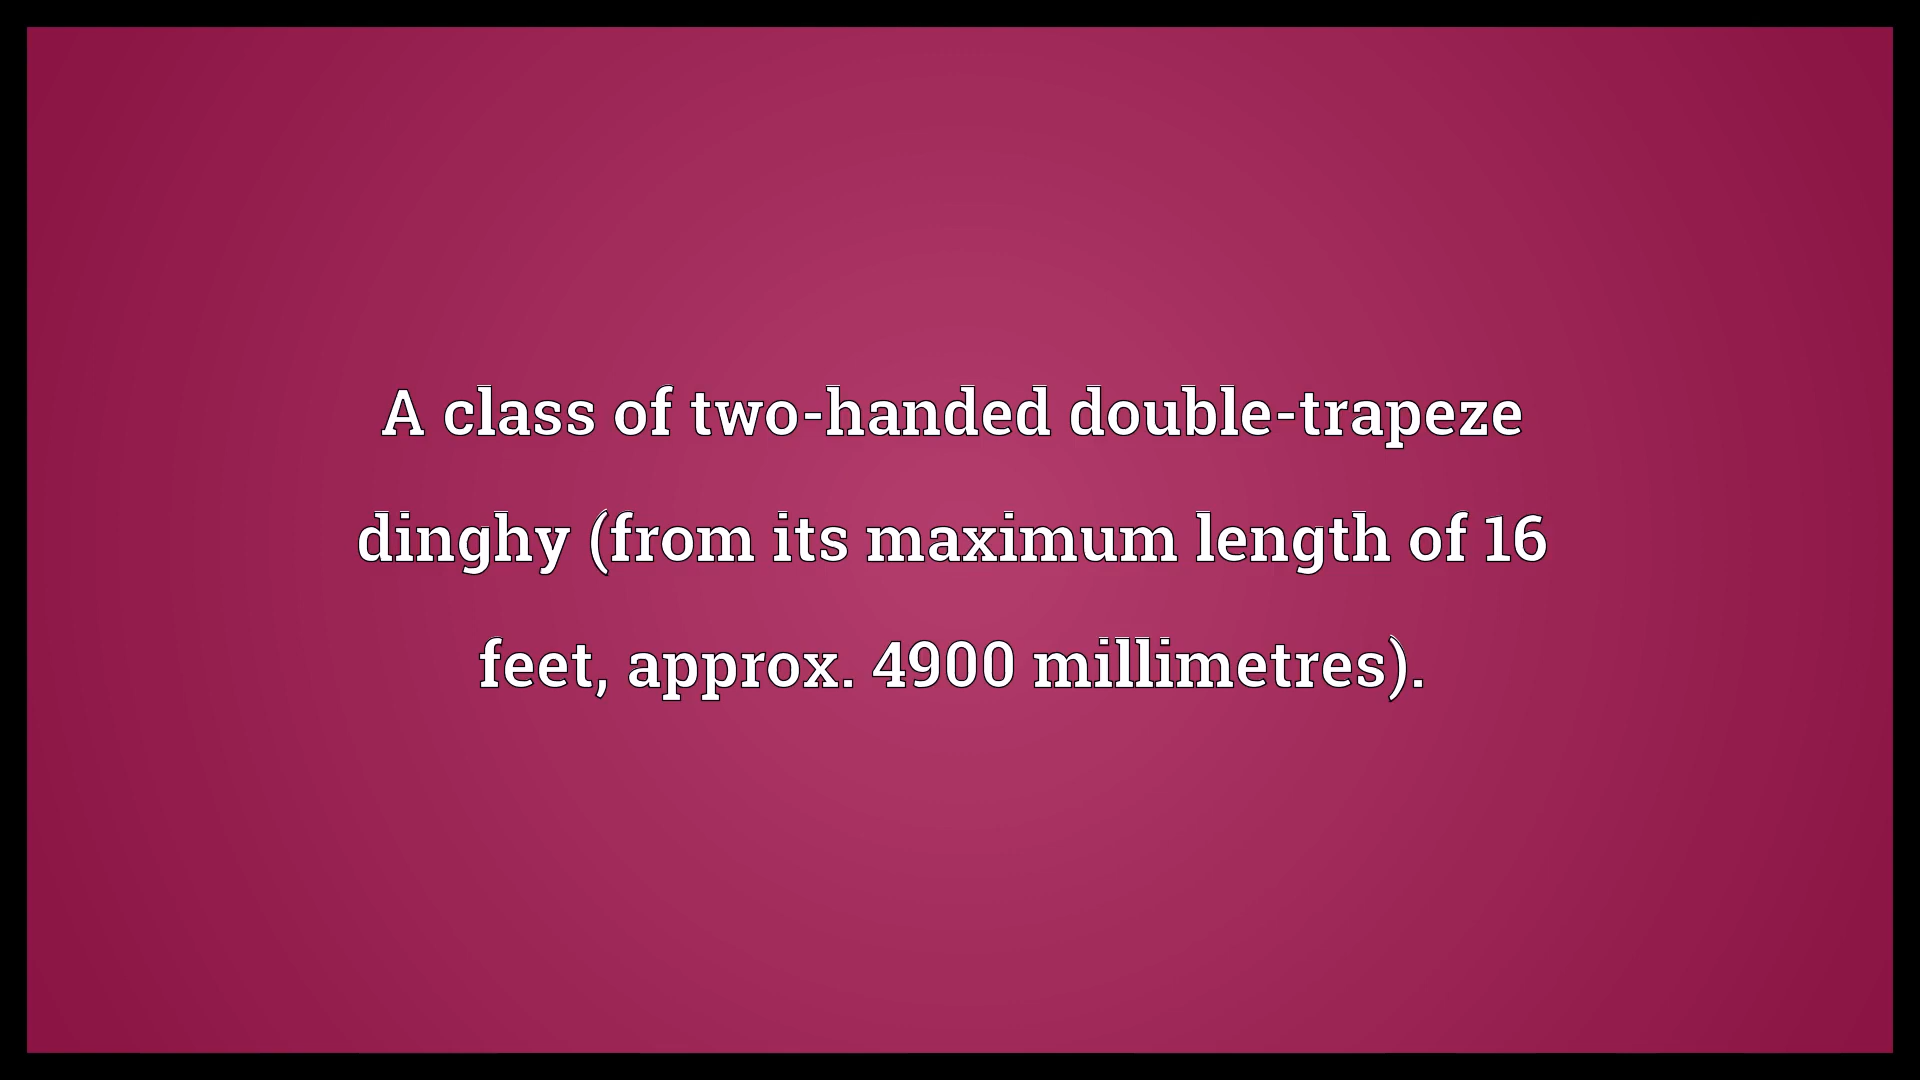 A class of two-handed double-trapeze
dinghy (from its maximum length of 16
feet, approx. 4900 millimetres).